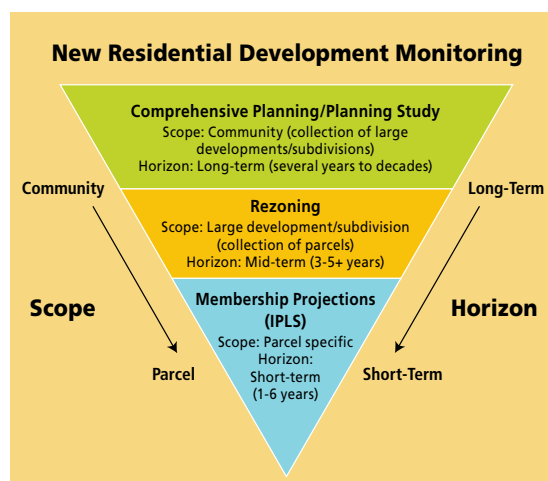 New Residential Development Monitoring
Comprehensive Planning/Planning Study
Scope: Community (collection of large
developments/subdivisions)
Horizon: Long-term (several years to decades)
Community
Long-Term
Rezoning
Scope: Large development/subdivision
(collection of parcels)
Horizon: Mid-term (3-5+ years)
Scope
Horizon
Membership Projections
(IPLS)
Scope: Parcel specific
Horizon:
Short-term
(1-6 years)
Parcel
Short-Term